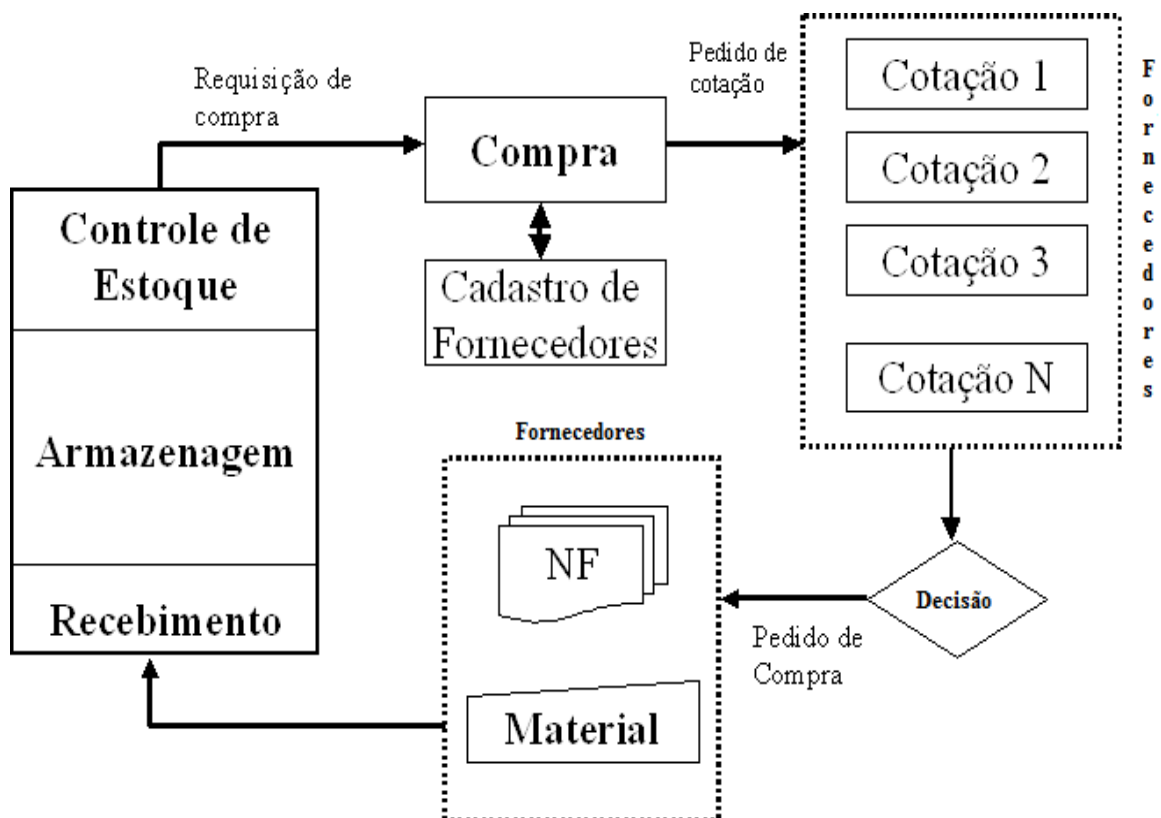 Requisição de
compra
Pedido de
cotação
Compra
Cadastro de
Fornecedores
Cotação 1
Cotação 2
Cotação 3
Cotação N
Fornecedores
Controle de
Estoque
Armazenagem
Recebimento
Fornecedores
NF
Material
Decisão
Pedido de
Compra